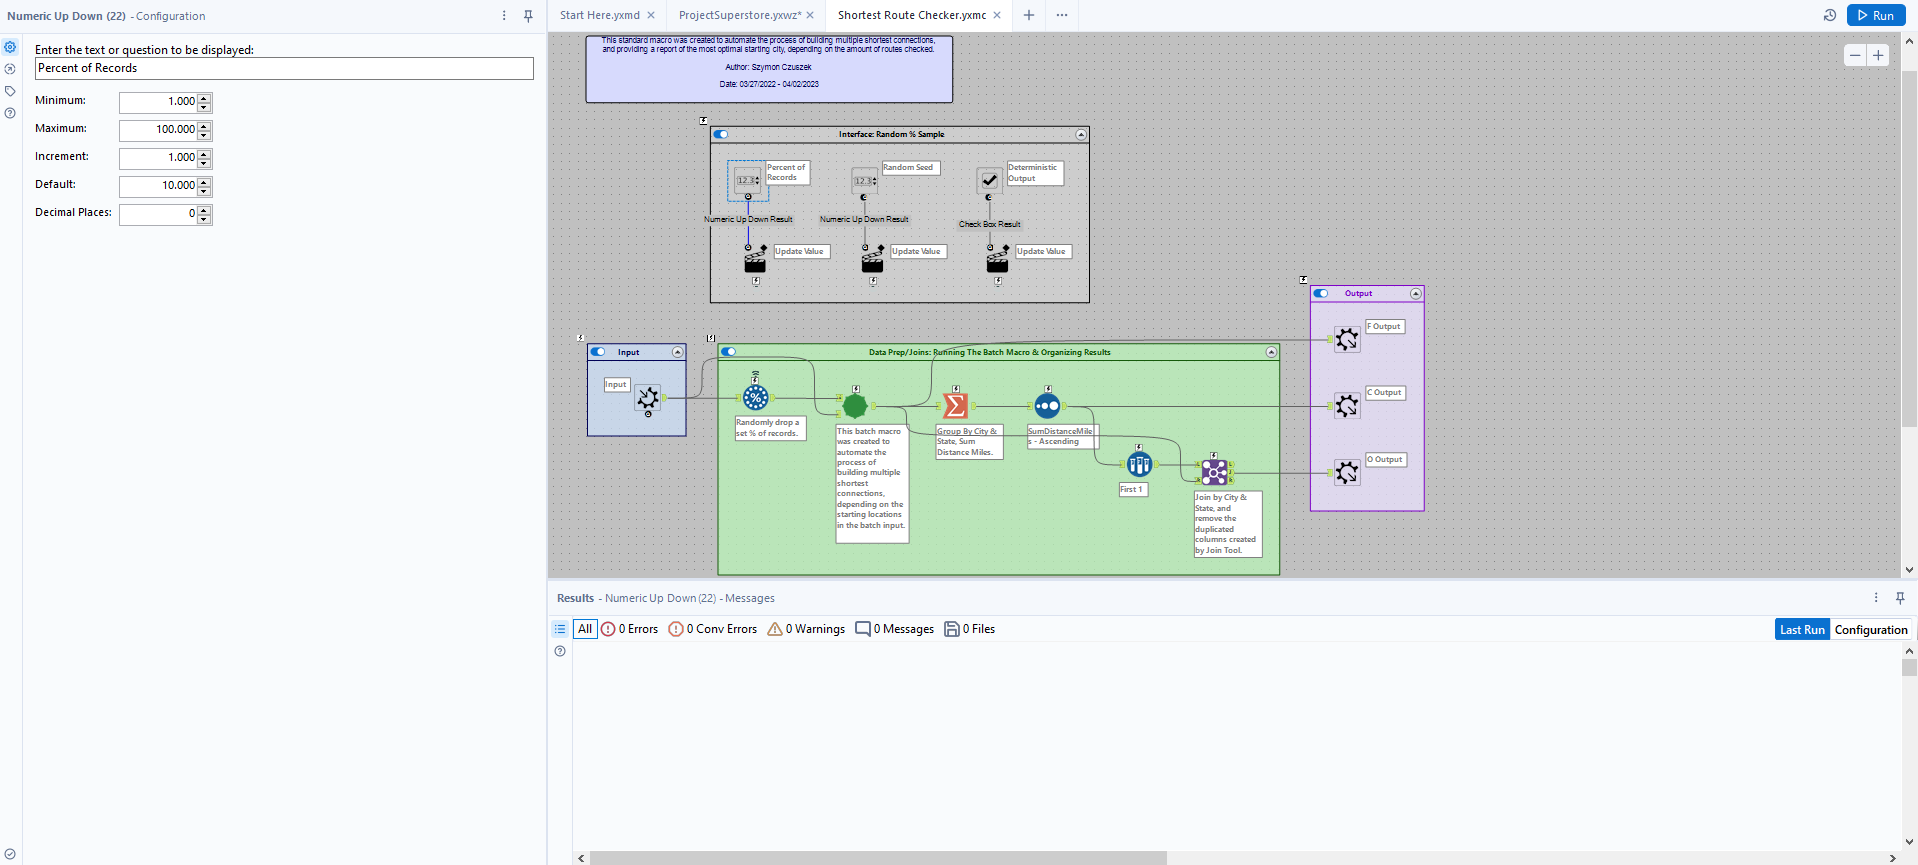 Numeric Up Down (22) - Configuration
Enter the text or question to be displayed:
Percent of Records
Minimum: 1.000
Maximum: 100.000
Increment: 1.000
Default: 10.000
Decimal Places: 0
Start Here.yxmd
ProjectSuperstore.yxwz*
Shortest Route Checker.yxmc
Run
This standard macro was created to automate the process of building multiple shortest connections,
and providing a report of the most optimal starting city, depending on the amount of routes checked.
Author: Szymon Czuszek
Date: 03/27/2022 - 04/02/2023
Interface: Random % Sample
12.3
Percent of
Records
12.3
Random Seed
Deterministic
Output
Numeric Up Down Result
Numeric Up Down Result
Check Box Result
Update Value
Update Value
Update Value
Input
Input
Data Prep/Joins: Running The Batch Macro & Organizing Results
%
Randomly drop a
set % of records.
This batch macro
was created to
automate the
process of
building multiple
shortest
connections,
depending on the
starting locations
in the batch input.
Σ
Group By City &
State, Sum
Distance Miles.
SumDistanceMile
s - Ascending
First 1
Join by City &
State, and
remove the
duplicated
columns created
by Join Tool.
Output
F Output
C Output
O Output
Results - Numeric Up Down (22) - Messages
All
0 Errors
0 Conv Errors
0 Warnings
0 Messages
0 Files
Last Run
Configuration